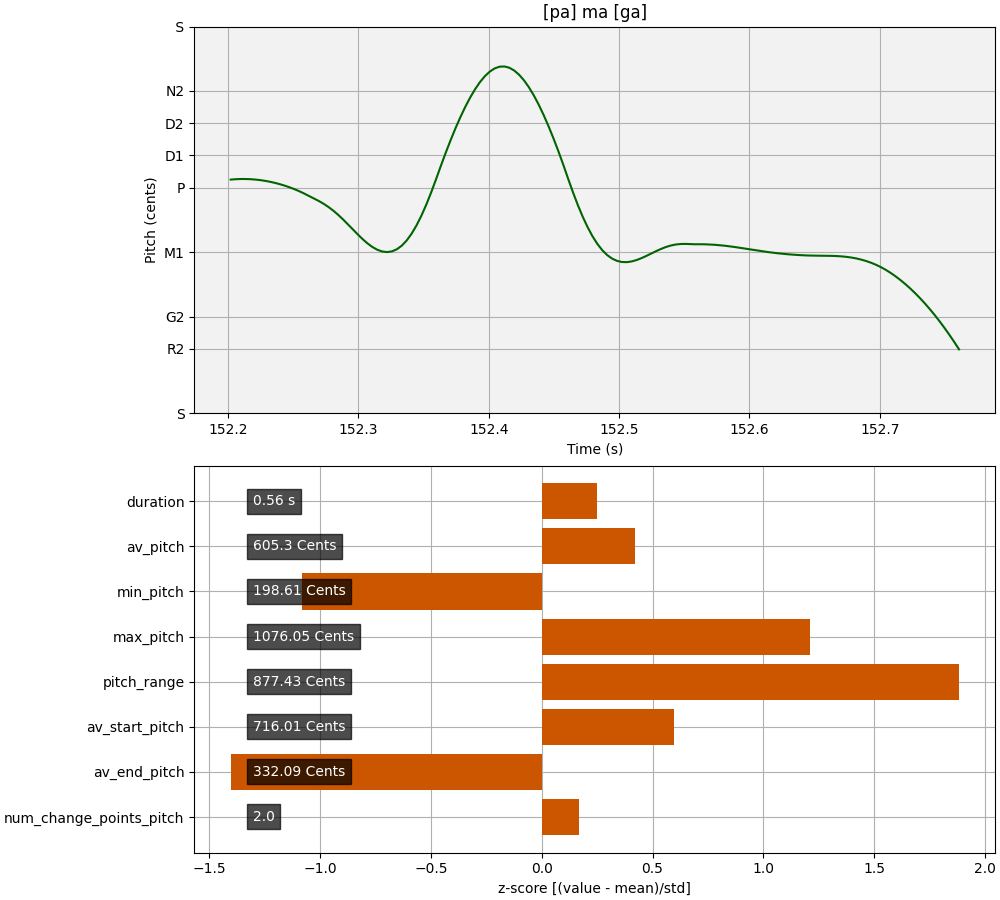 [pa] ma [ga]
S
N2
D2
D1
P
M1
G2
R2
S
Pitch (cents)
152.2 152.3 152.4 152.5 152.6 152.7
Time (s)
duration 0.56 s
av_pitch 605.3 Cents
min_pitch 198.61 Cents
max_pitch 1076.05 Cents
pitch_range 877.43 Cents
av_start_pitch 716.01 Cents
av_end_pitch 332.09 Cents
num_change_points_pitch 2.0
−1.5 −1.0 −0.5 0.0 0.5 1.0 1.5 2.0
z-score [(value - mean)/std]